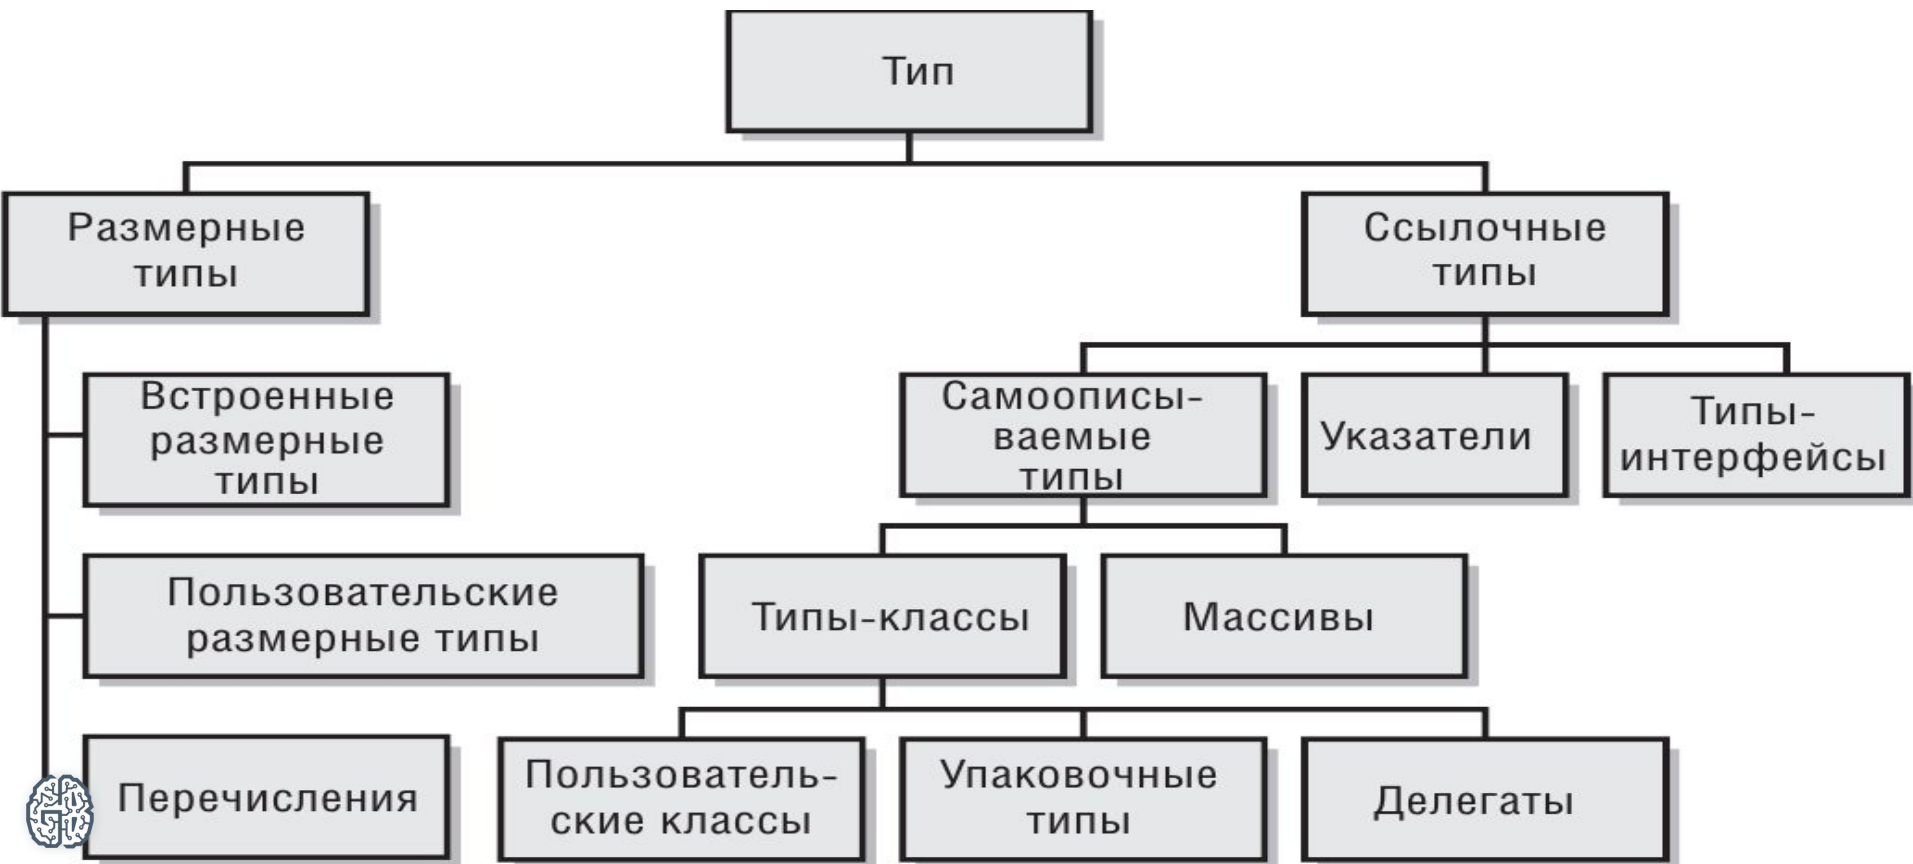 Тип
Размерные
типы
Ссылочные
типы
Встроенные
размерные
типы
Самоописы-
ваемые
типы
Указатели
Типы-
интерфейсы
Пользовательские
размерные типы
Типы-классы
Массивы
Перечисления
Пользователь-
ские классы
Упаковочные
типы
Делегаты